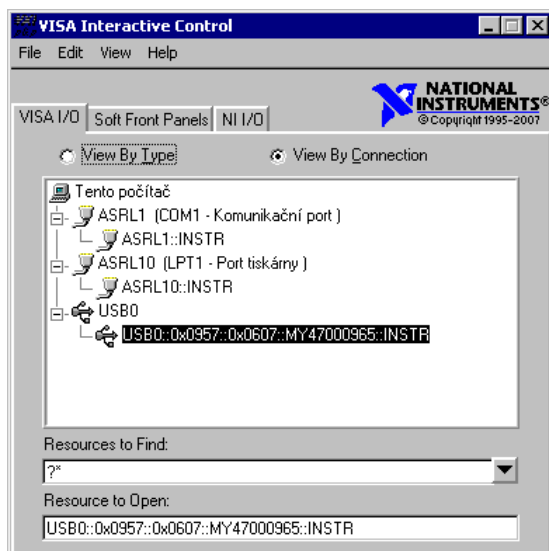 VISA Interactive Control
File Edit View Help
NATIONAL
INSTRUMENTS®
©Copyright 1995-2007
VISA I/O Soft Front Panels NI I/O
View By Type View By Connection
Tento počítač
ASRL1 (COM1 - Komunikační port )
ASRL1::INSTR
ASRL10 (LPT1 - Port tiskárny )
ASRL10::INSTR
USB0
USB0::0x0957::0x0607::MY47000965::INSTR
Resources to Find:
?*
Resource to Open:
USB0::0x0957::0x0607::MY47000965::INSTR